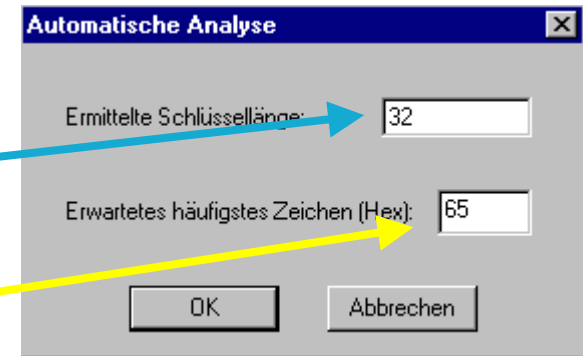 Automatische Analyse
Ermittelte Schlüssellänge: 32
Erwartetes häufigstes Zeichen (Hex): 65
OK Abbrechen